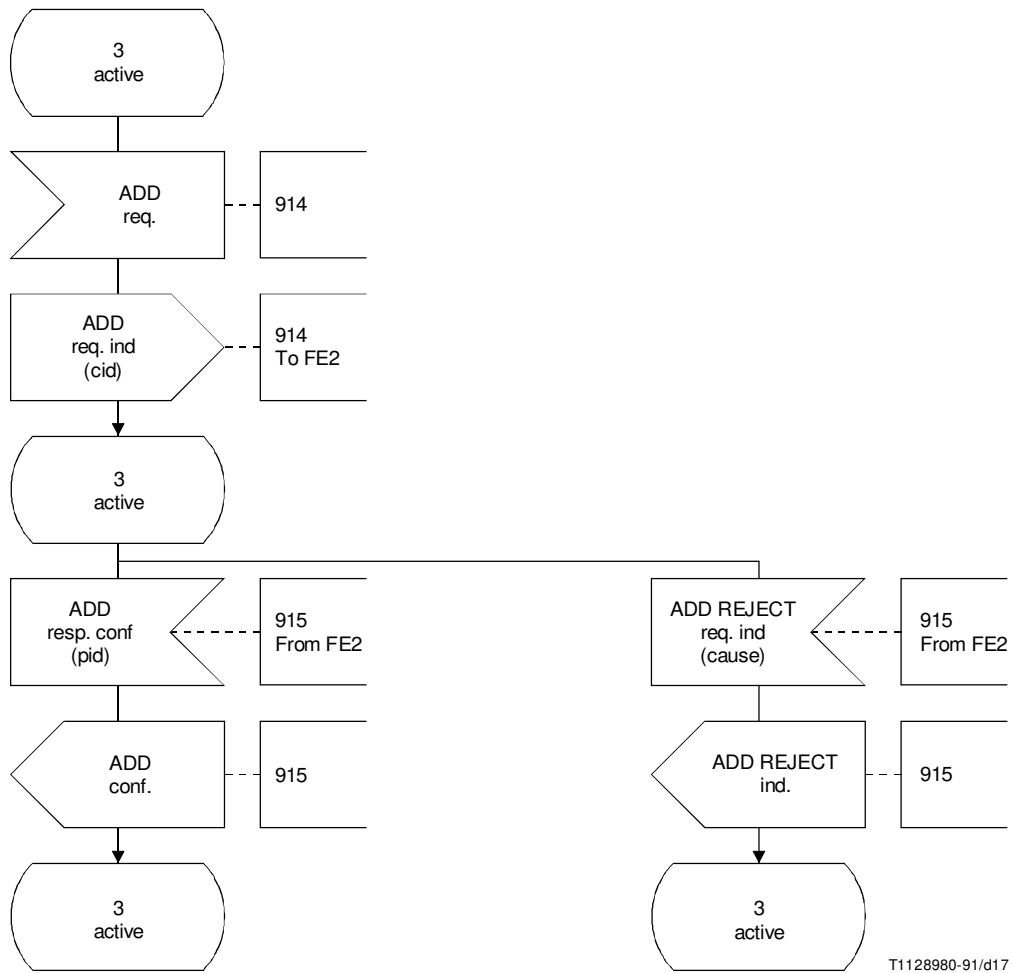 3
active
ADD
req.
914
ADD
req. ind
(cid)
914
To FE2
3
active
ADD
resp. conf
(pid)
915
From FE2
ADD REJECT
req. ind
(cause)
915
From FE2
ADD
conf.
915
ADD REJECT
ind.
915
3
active
3
active
T1128980-91/d17